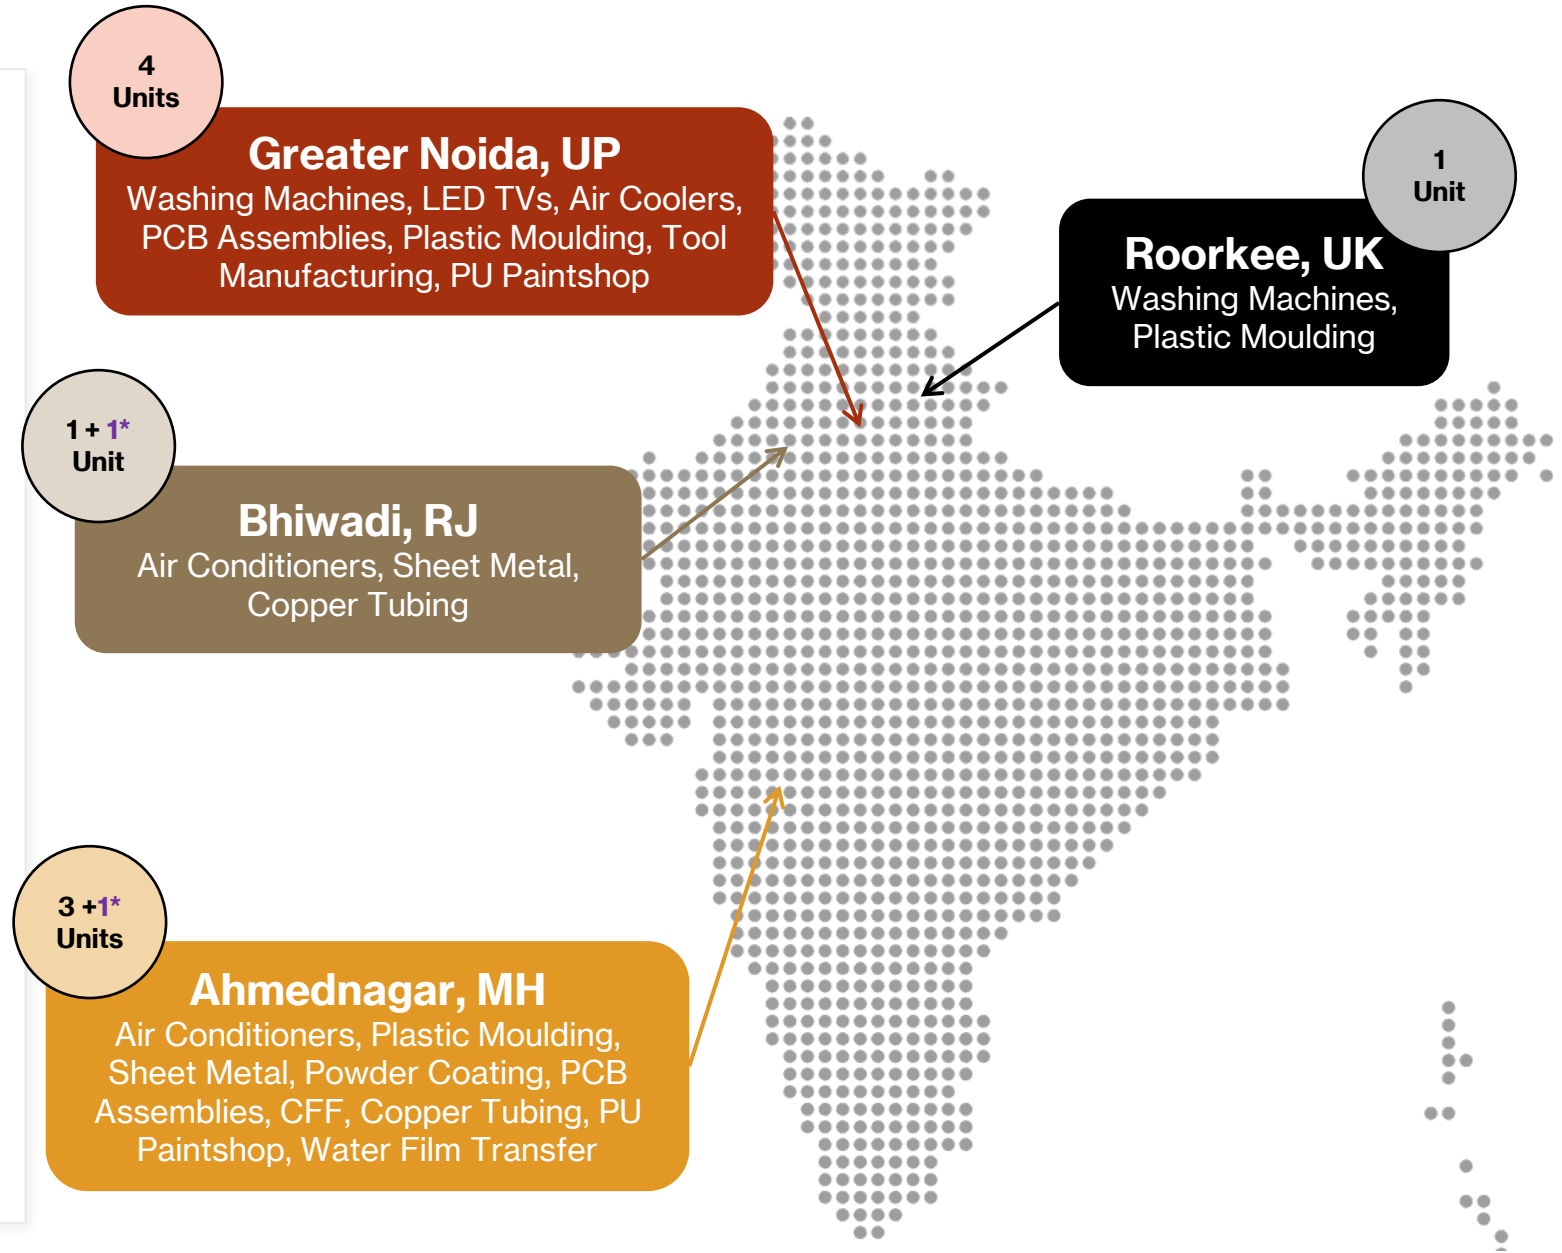 4
Units
Greater Noida, UP
Washing Machines, LED TVs, Air Coolers,
PCB Assemblies, Plastic Moulding, Tool
Manufacturing, PU Paintshop
1
Unit
Roorkee, UK
Washing Machines,
Plastic Moulding
1 + 1*
Unit
Bhiwadi, RJ
Air Conditioners, Sheet Metal,
Copper Tubing
3 +1*
Units
Ahmednagar, MH
Air Conditioners, Plastic Moulding,
Sheet Metal, Powder Coating, PCB
Assemblies, CFF, Copper Tubing, PU
Paintshop, Water Film Transfer